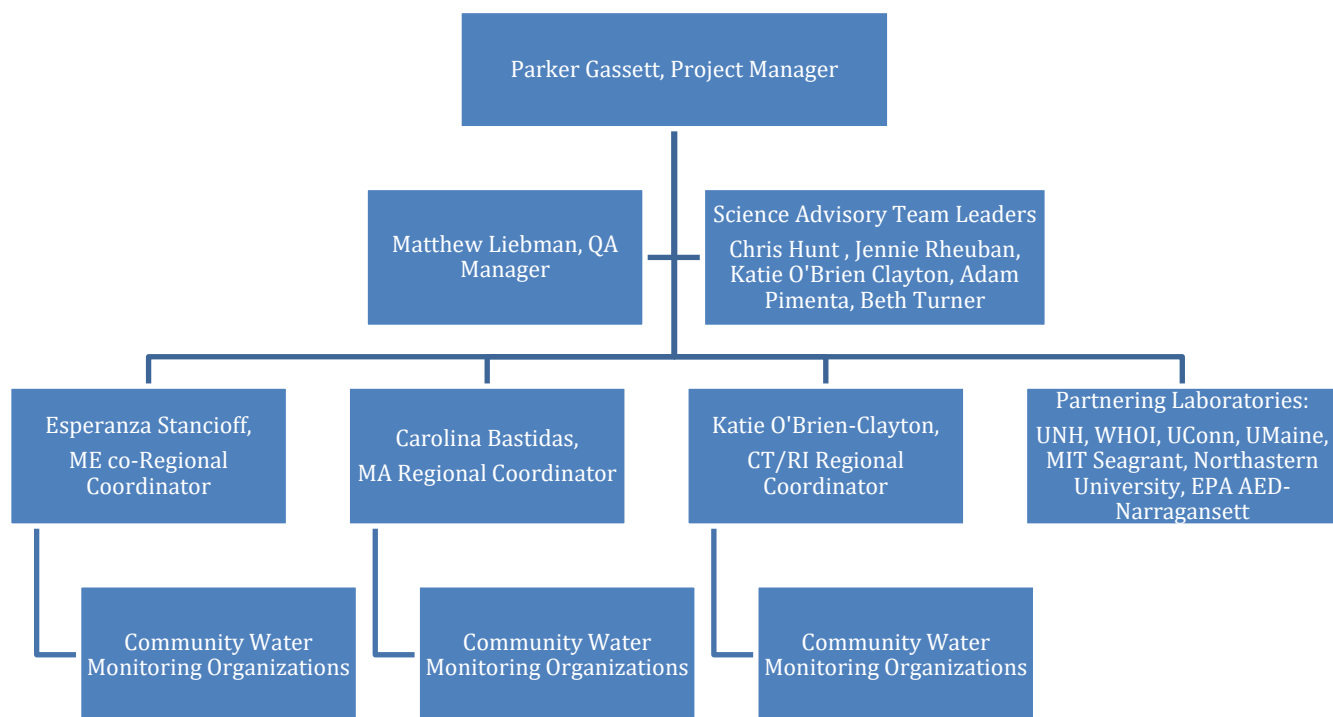 Parker Gassett, Project Manager
Matthew Liebman, QA
Manager
Science Advisory Team Leaders
Chris Hunt , Jennie Rheuban,
Katie O'Brien Clayton, Adam
Pimenta, Beth Turner
Esperanza Stancioff,
ME co-Regional
Coordinator
Carolina Bastidas,
MA Regional Coordinator
Katie O'Brien-Clayton,
CT/RI Regional
Coordinator
Partnering Laboratories:
UNH, WHOI, UConn, UMaine,
MIT Seagrant, Northastern
University, EPA AED-
Narragansett
Community Water
Monitoring Organizations
Community Water
Monitoring Organizations
Community Water
Monitoring Organizations